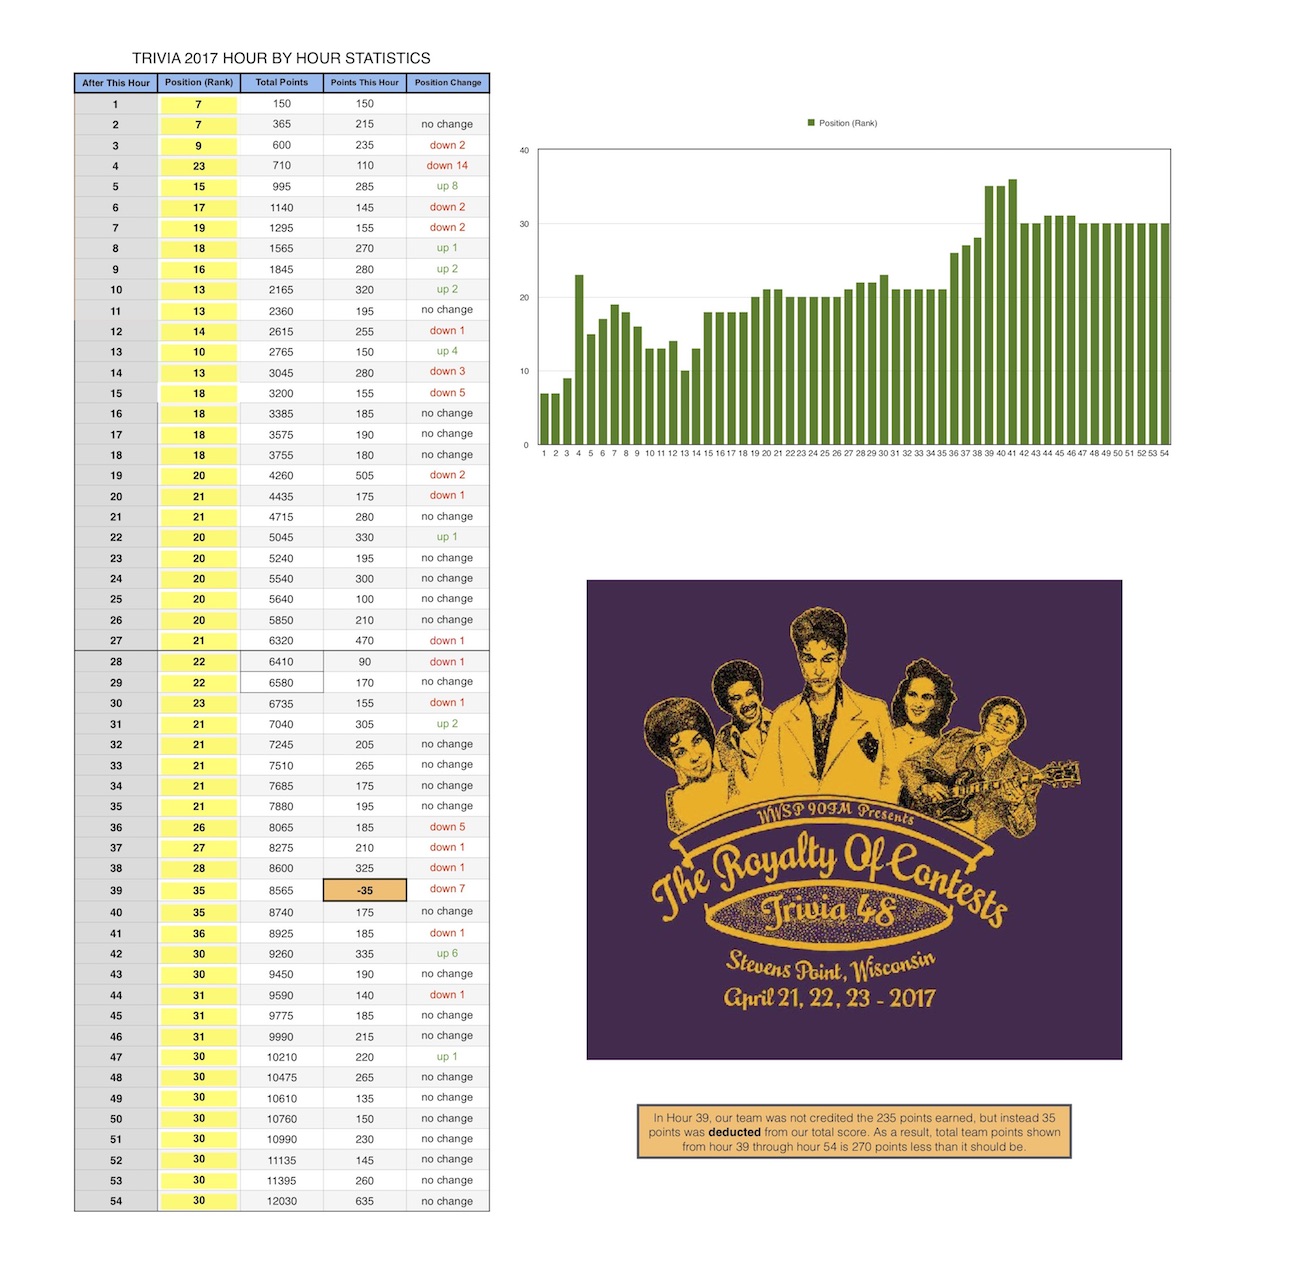 TRIVIA 2017 HOUR BY HOUR STATISTICS
After This Hour Position (Rank) Total Points Points This Hour Position Change
1 7 150 150
2 7 365 215 no change
3 9 600 235 down 2
4 23 710 110 down 14
5 15 995 285 up 8
6 17 1140 145 down 2
7 19 1295 155 down 2
8 18 1565 270 up 1
9 16 1845 280 up 2
10 13 2165 320 up 2
11 13 2360 195 no change
12 14 2615 255 down 1
13 10 2765 150 up 4
14 13 3045 280 down 3
15 18 3200 155 down 5
16 18 3385 185 no change
17 18 3575 190 no change
18 18 3755 180 no change
19 20 4260 505 down 2
20 21 4435 175 down 1
21 21 4715 280 no change
22 20 5045 330 up 1
23 20 5240 195 no change
24 20 5540 300 no change
25 20 5640 100 no change
26 20 5850 210 no change
27 21 6320 470 down 1
28 22 6410 90 down 1
29 22 6580 170 no change
30 23 6735 155 down 1
31 21 7040 305 up 2
32 21 7245 205 no change
33 21 7510 265 no change
34 21 7685 175 no change
35 21 7880 195 no change
36 26 8065 185 down 5
37 27 8275 210 down 1
38 28 8600 325 down 1
39 35 8565 -35 down 7
40 35 8740 175 no change
41 36 8925 185 down 1
42 30 9260 335 up 6
43 30 9450 190 no change
44 31 9590 140 down 1
45 31 9775 185 no change
46 31 9990 215 no change
47 30 10210 220 up 1
48 30 10475 265 no change
49 30 10610 135 no change
50 30 10760 150 no change
51 30 10990 230 no change
52 30 11135 145 no change
53 30 11395 260 no change
54 30 12030 635 no change
Position (Rank)
40
30
20
10
0
1 2 3 4 5 6 7 8 9 10 11 12 13 14 15 16 17 18 19 20 21 22 23 24 25 26 27 28 29 30 31 32 33 34 35 36 37 38 39 40 41 42 43 44 45 46 47 48 49 50 51 52 53 54
WWSP 90FM Presents
The Royalty Of Contests
Trivia 48
Stevens Point, Wisconsin
April 21, 22, 23 - 2017
In Hour 39, our team was not credited the 235 points earned, but instead 35
points was deducted from our total score. As a result, total team points shown
from hour 39 through hour 54 is 270 points less than it should be.